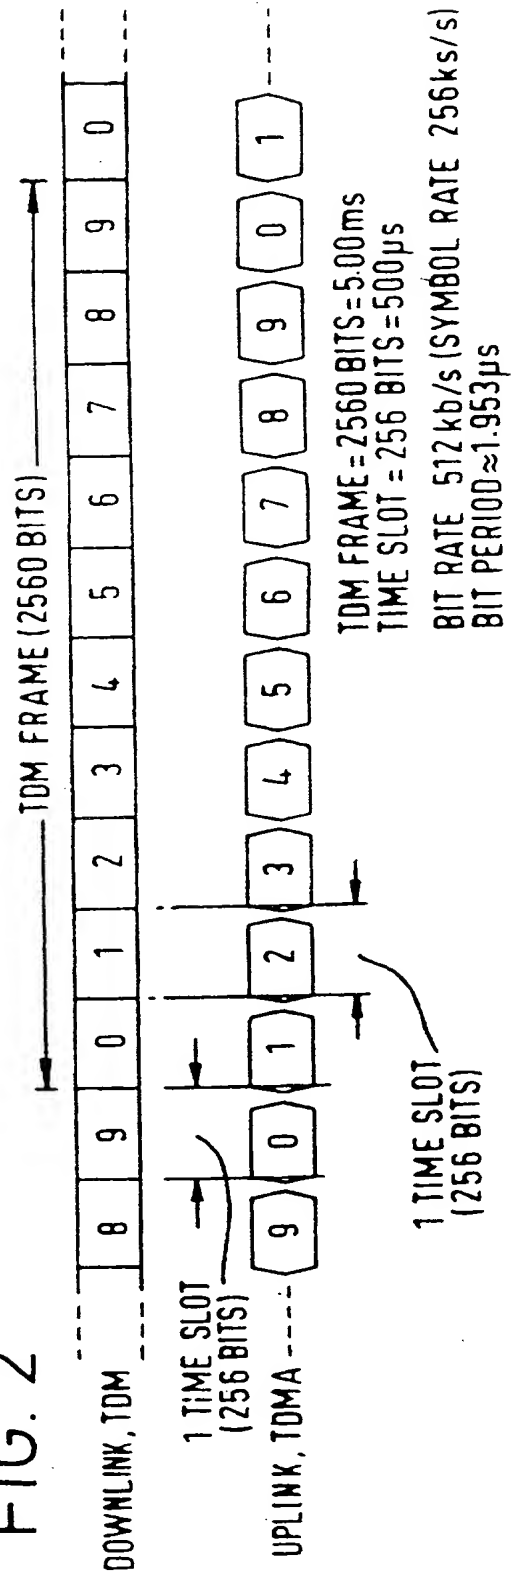 FIG. 2
TDM FRAME (2560 BITS)
DOWNLINK, TDM
8 9 0 1 2 3 4 5 6 7 8 9 0
1 TIME SLOT
(256 BITS)
UPLINK, TDMA
9 0 1 2 3 4 5 6 7 8 9 0 1
1 TIME SLOT
(256 BITS)
TDM FRAME = 2560 BITS = 5.00ms
TIME SLOT = 256 BITS = 500µs
BIT RATE 512kb/s (SYMBOL RATE 256ks/s)
BIT PERIOD ≈ 1.953µs